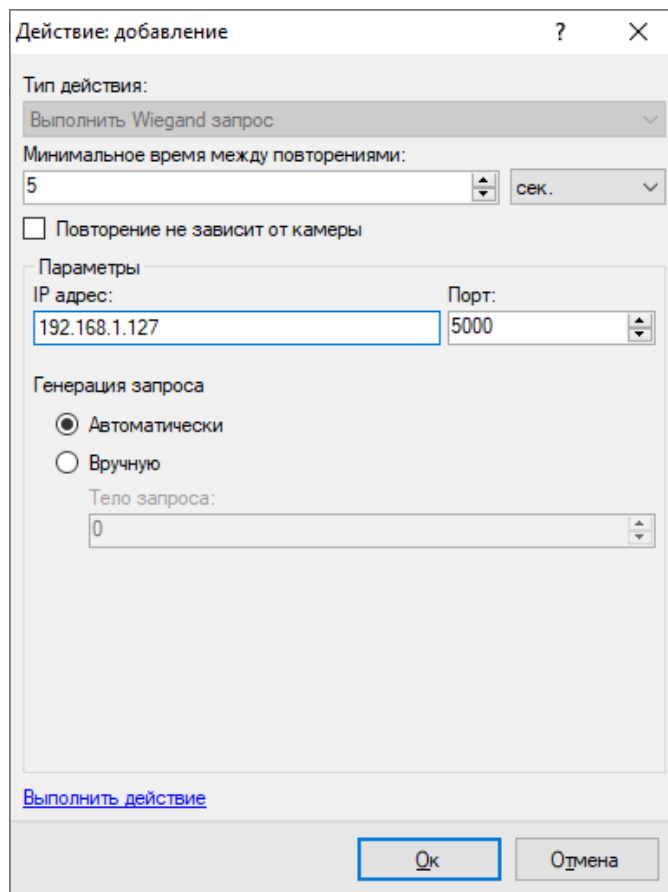 Действие: добавление ?
Тип действия:
Выполнить Wiegand запрос
Минимальное время между повторениями:
5 сек.
Повторение не зависит от камеры
Параметры
IP адрес: Порт:
192.168.1.127 5000
Генерация запроса
Автоматически
Вручную
Тело запроса:
0
Выполнить действие
Ок Отмена